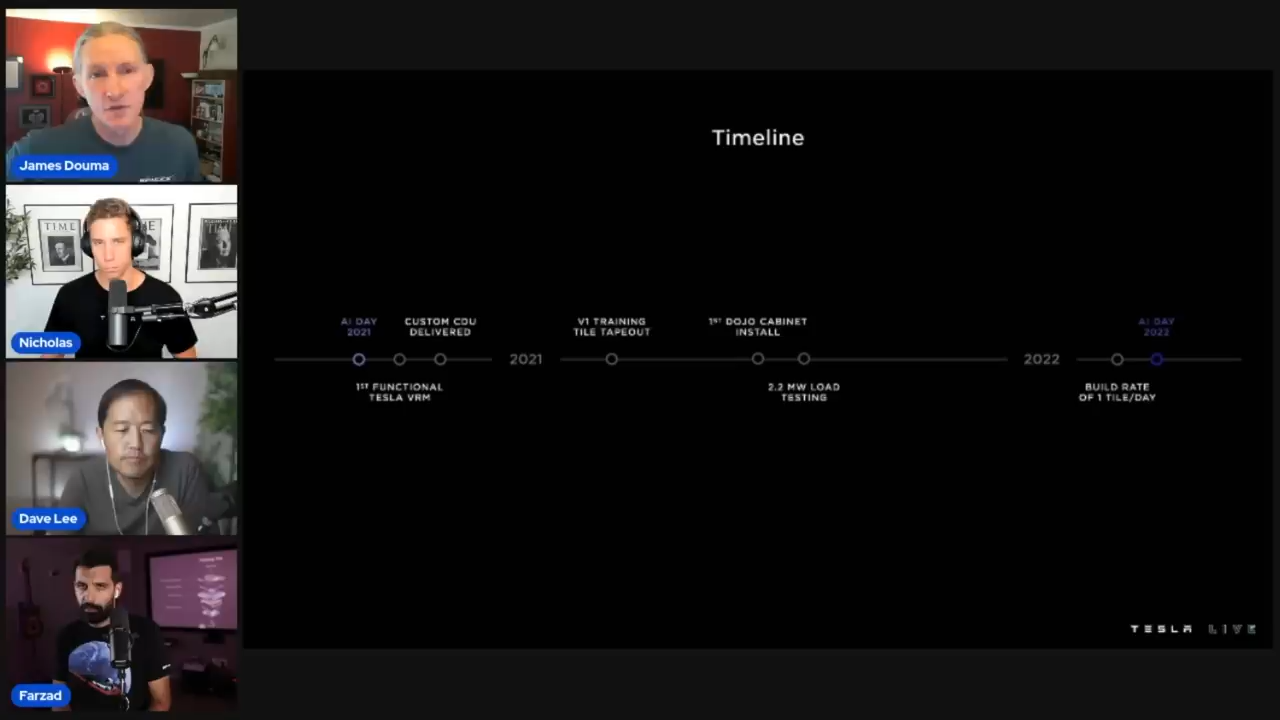 James Douma
TIME
TIME
Nicholas
Dave Lee
Farzad
Timeline
AI DAY
2021
CUSTOM CDU
DELIVERED
1ST FUNCTIONAL
TESLA VRM
2021
V1 TRAINING
TILE TAPEOUT
1ST DOJO CABINET
INSTALL
2.2 MW LOAD
TESTING
2022
BUILD RATE
OF 1 TILE/DAY
AI DAY
2022
TESLA LIVE